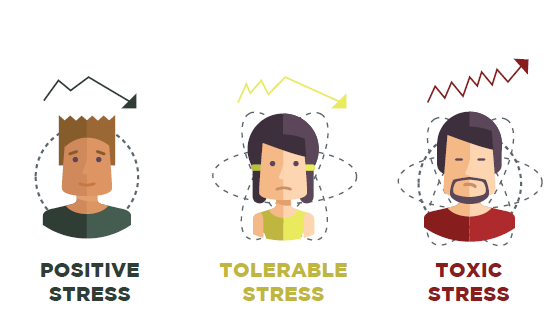 POSITIVE
STRESS
TOLERABLE
STRESS
TOXIC
STRESS